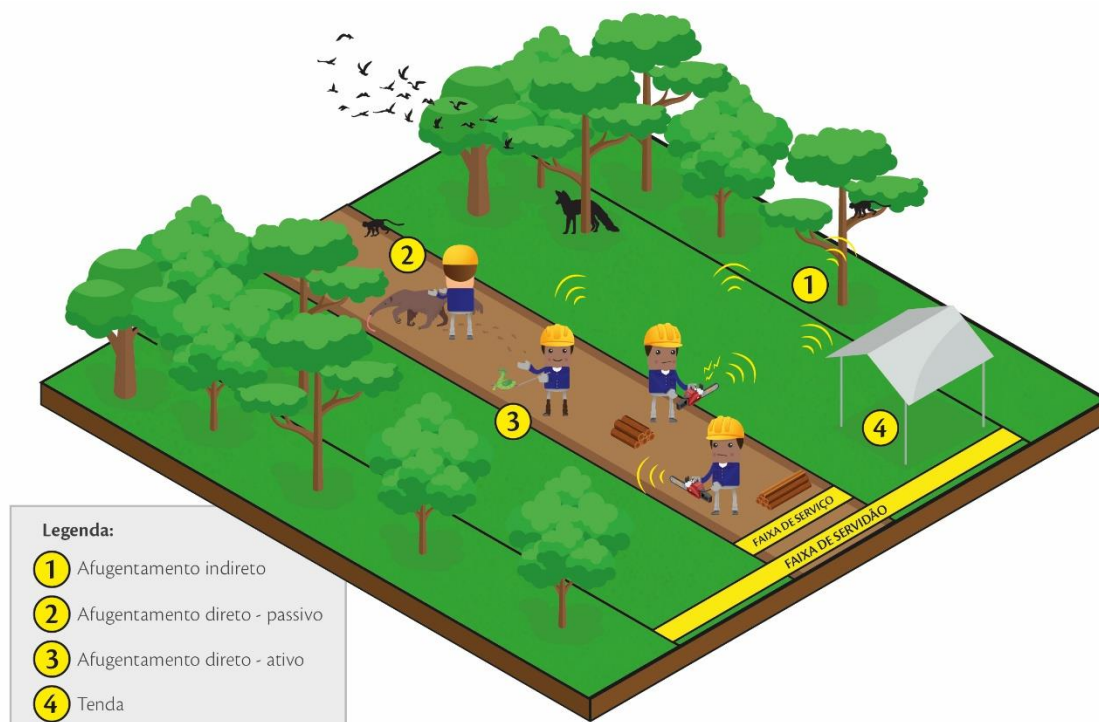 2
1
3
4
FAIXA DE SERVIÇO
FAIXA DE SERVIDÃO
Legenda:
1 Afugentamento indireto
2 Afugentamento direto - passivo
3 Afugentamento direto - ativo
4 Tenda